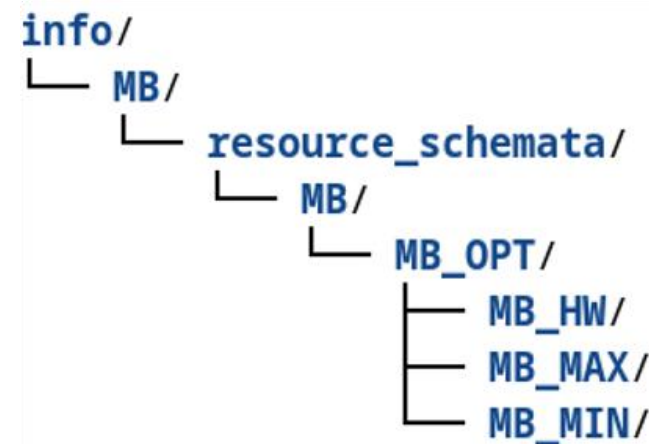 info/
MB/
resource_schemata/
MB/
MB_OPT/
MB_HW/
MB_MAX/
MB_MIN/